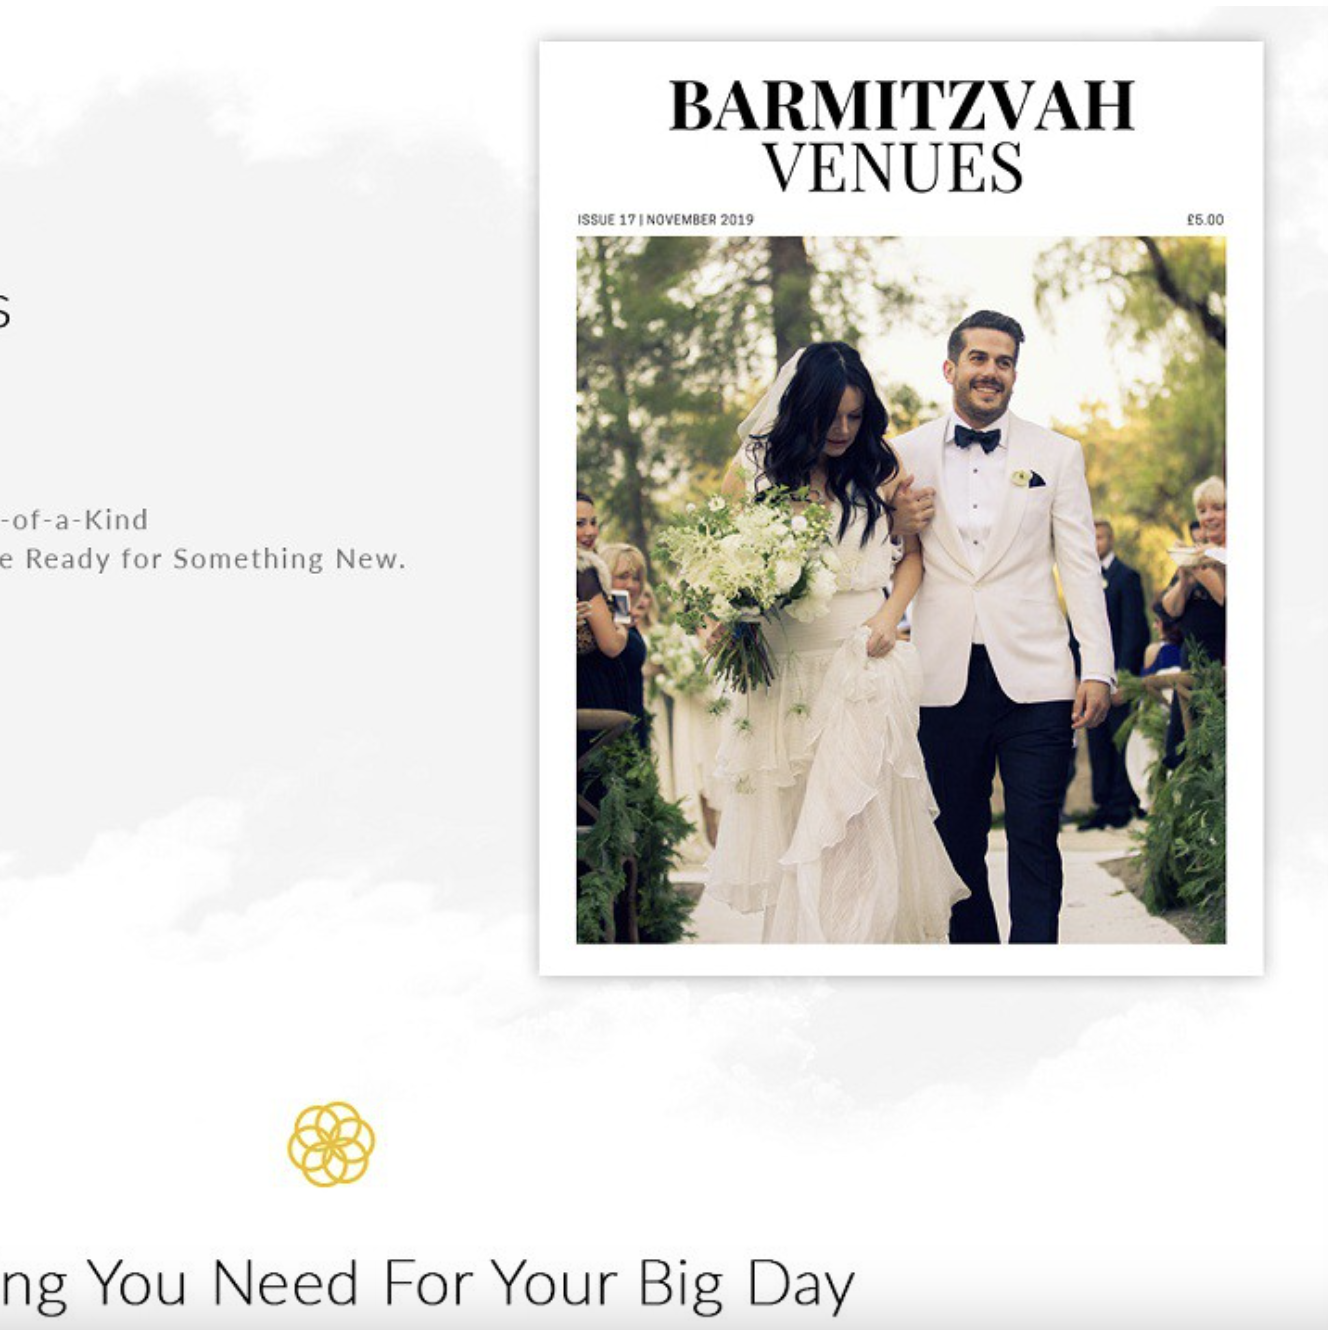 BARMITZVAH
VENUES
ISSUE 17 | NOVEMBER 2019 £5.00
s
-of-a-Kind
e Ready for Something New.
ng You Need For Your Big Day